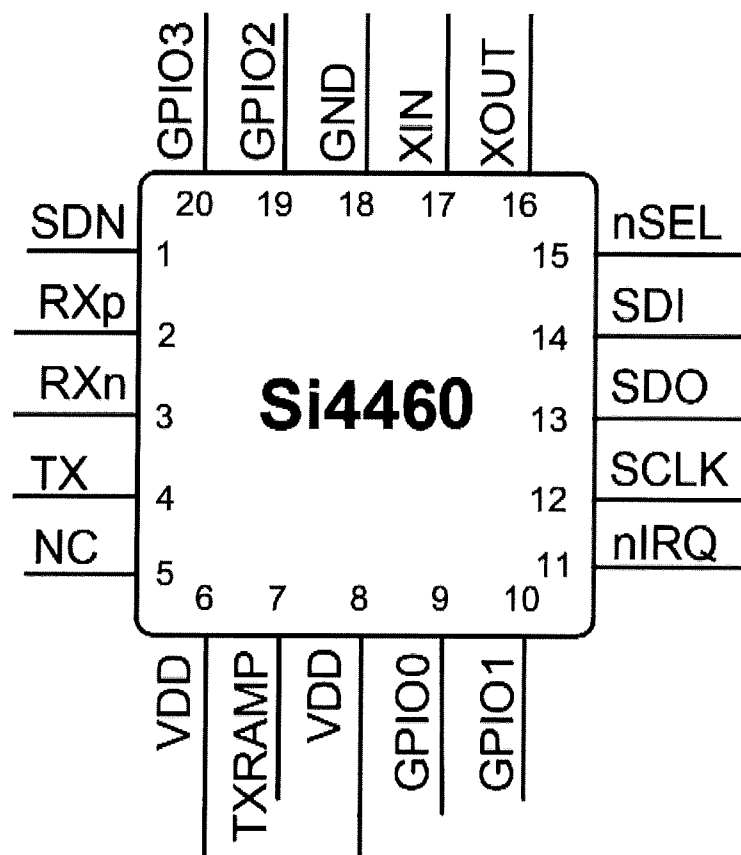 GPIO3
GPIO2
GND
XIN
XOUT
20
19
18
17
16
SDN
1
RXp
2
RXn
3
TX
4
NC
5
Si4460
nSEL
15
SDI
14
SDO
13
SCLK
12
nIRQ
11
6
7
8
9
10
VDD
TXRAMP
VDD
GPIO0
GPIO1